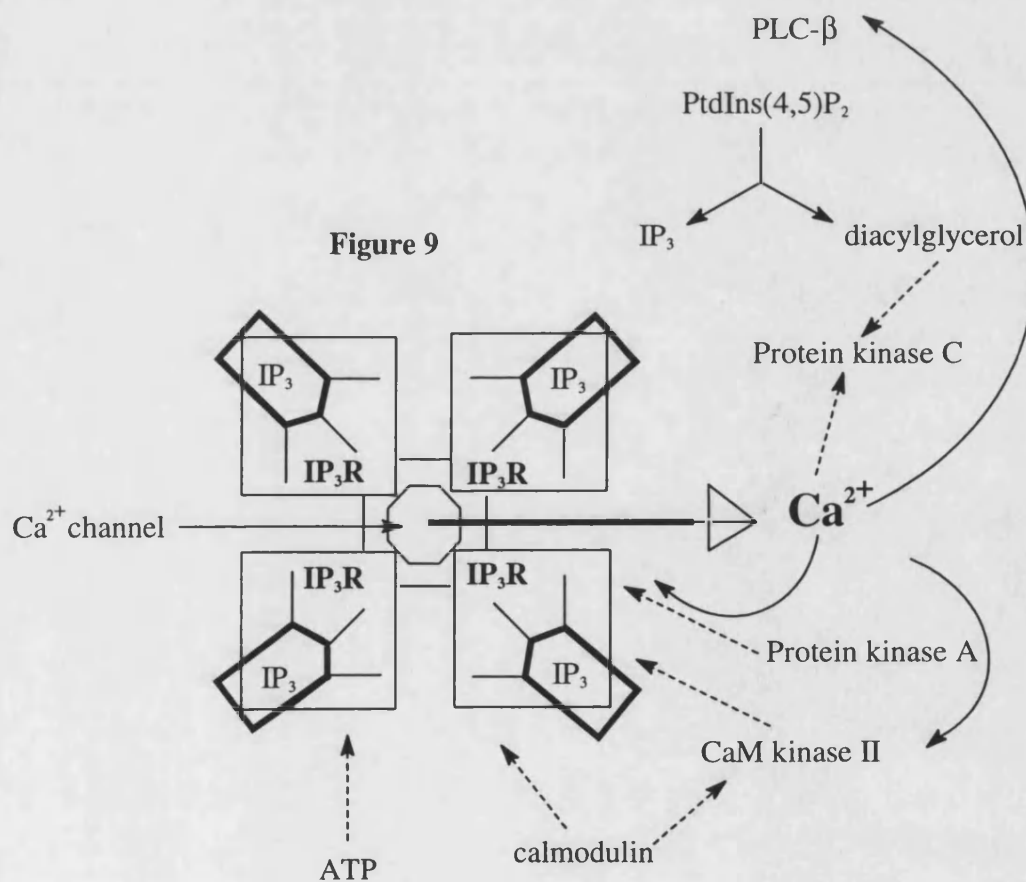 PLC-β
PtdIns(4,5)P₂
IP₃ diacylglycerol
Figure 9
Protein kinase C
IP₃ IP₃
IP₃R IP₃R
Ca²⁺ channel Ca²⁺
IP₃R IP₃R
Protein kinase A
IP₃ IP₃
CaM kinase II
calmodulin
ATP